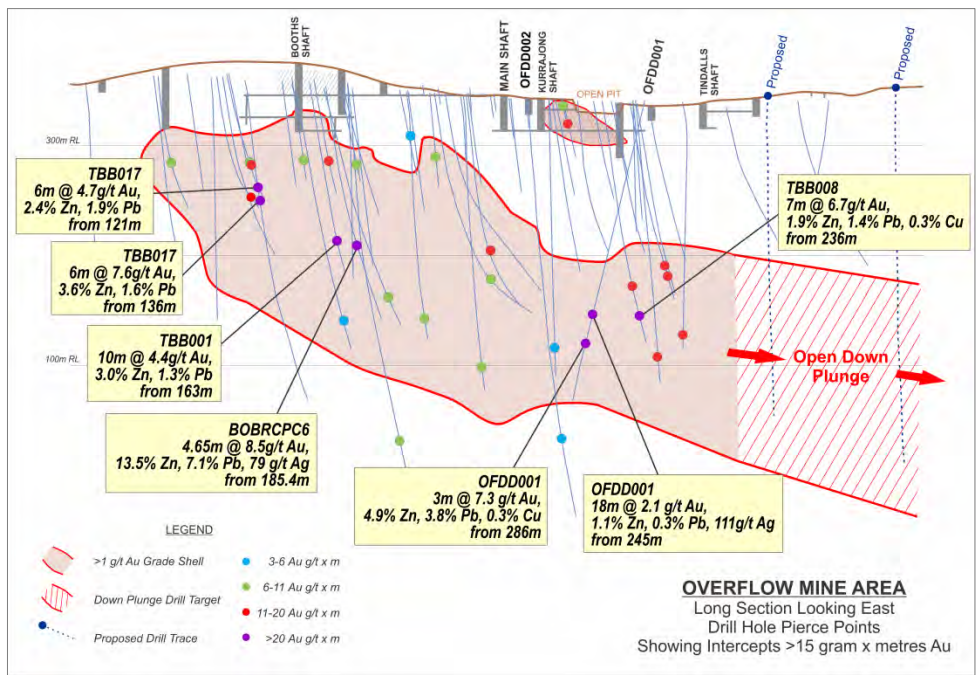 BOOTHS
SHAFT
MAIN SHAFT
OFDD002
KURRAJONG
SHAFT
OPEN PIT
OFDD001
TINDALLS
SHAFT
Proposed
Proposed
300m RL
100m RL
TBB017
6m @ 4.7g/t Au,
2.4% Zn, 1.9% Pb
from 121m
TBB017
6m @ 7.6g/t Au,
3.6% Zn, 1.6% Pb
from 136m
TBB001
10m @ 4.4g/t Au,
3.0% Zn, 1.3% Pb
from 163m
BOBRCPC6
4.65m @ 8.5g/t Au,
13.5% Zn, 7.1% Pb, 79 g/t Ag
from 185.4m
OFDD001
3m @ 7.3 g/t Au,
4.9% Zn, 3.8% Pb, 0.3% Cu
from 286m
OFDD001
18m @ 2.1 g/t Au,
1.1% Zn, 0.3% Pb, 111g/t Ag
from 245m
TBB008
7m @ 6.7g/t Au,
1.9% Zn, 1.4% Pb, 0.3% Cu
from 236m
Open Down
Plunge
LEGEND
>1 g/t Au Grade Shell
Down Plunge Drill Target
Proposed Drill Trace
3-6 Au g/t x m
6-11 Au g/t x m
11-20 Au g/t x m
>20 Au g/t x m
OVERFLOW MINE AREA
Long Section Looking East
Drill Hole Pierce Points
Showing Intercepts >15 gram x metres Au